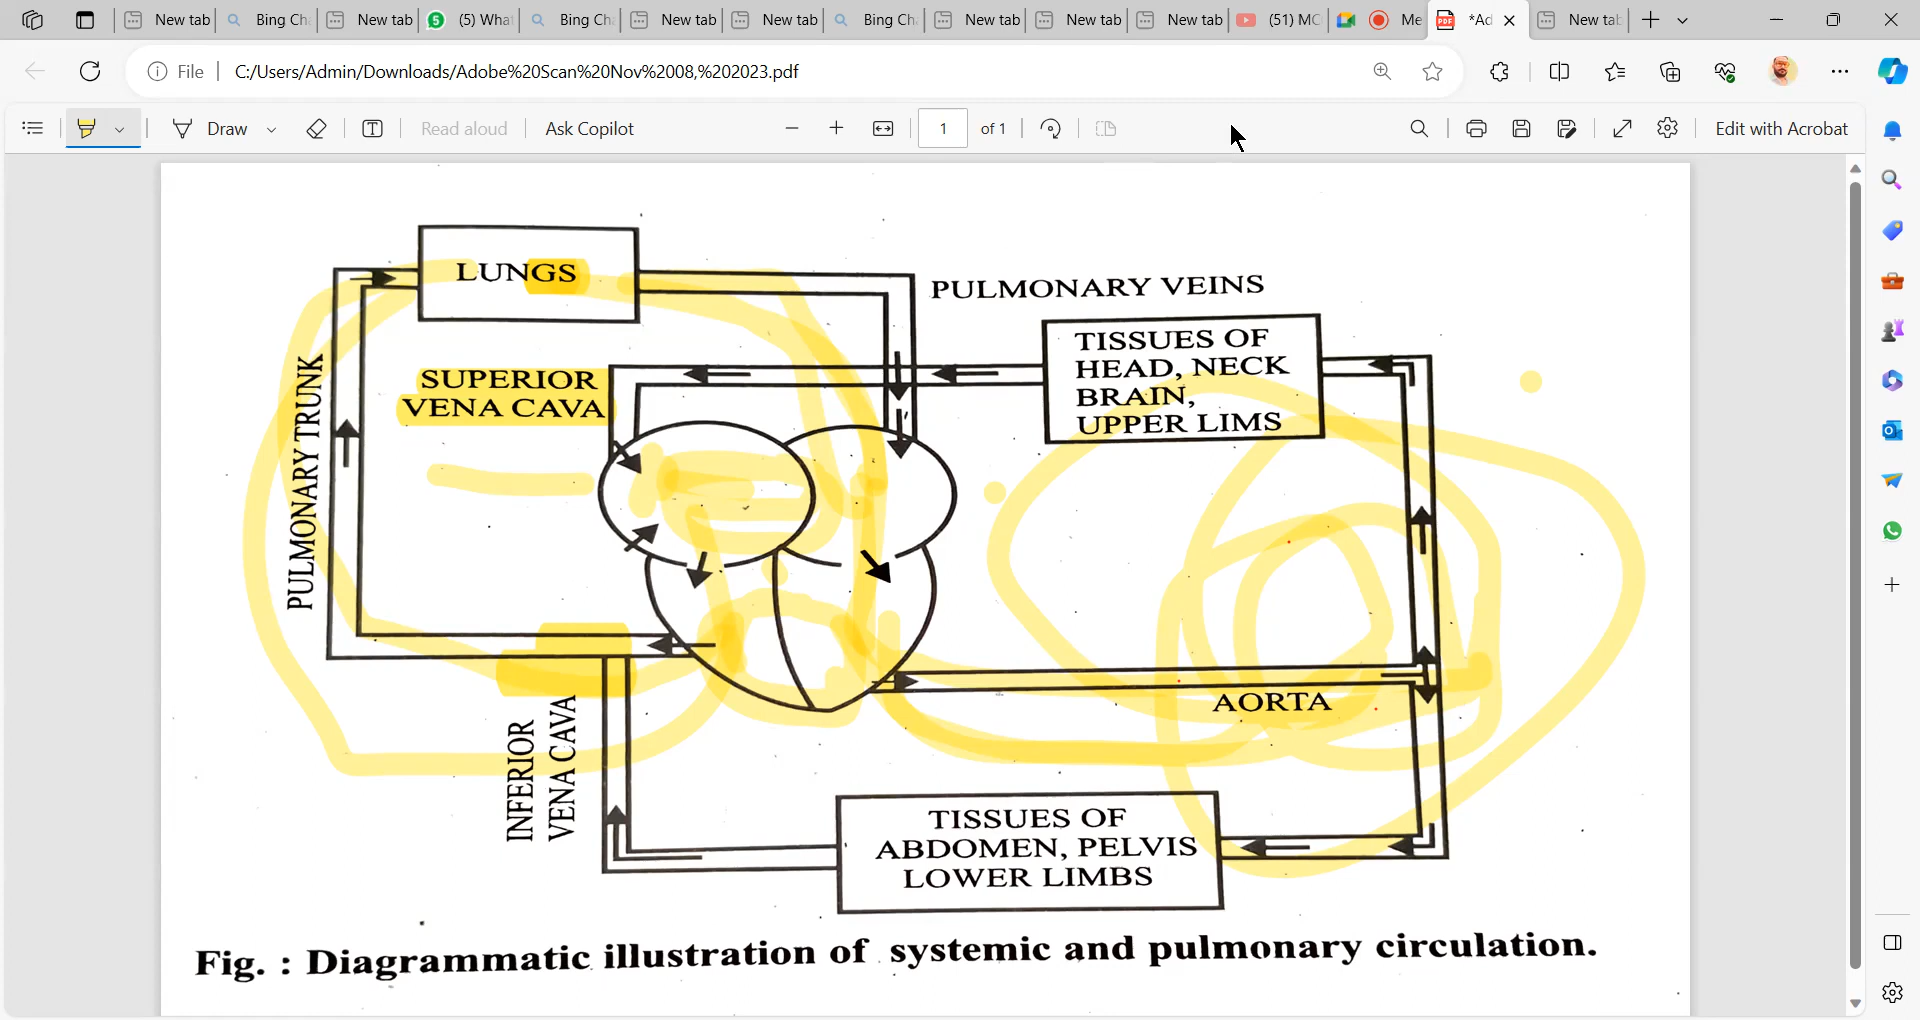 New tab
Bing Ch
New tab
(5) Wha
Bing Ch
New tab
New tab
Bing Ch
New tab
New tab
New tab
(51) MC
Me
*Ad
New tab
File
C:/Users/Admin/Downloads/Adobe%20Scan%20Nov%2008,%202023.pdf
Draw
Read aloud
Ask Copilot
1
of 1
Edit with Acrobat
LUNGS
PULMONARY VEINS
TISSUES OF
HEAD, NECK
BRAIN,
UPPER LIMS
SUPERIOR
VENA CAVA
PULMONARY TRUNK
AORTA
INFERIOR
VENA CAVA
TISSUES OF
ABDOMEN, PELVIS
LOWER LIMBS
Fig. : Diagrammatic illustration of systemic and pulmonary circulation.